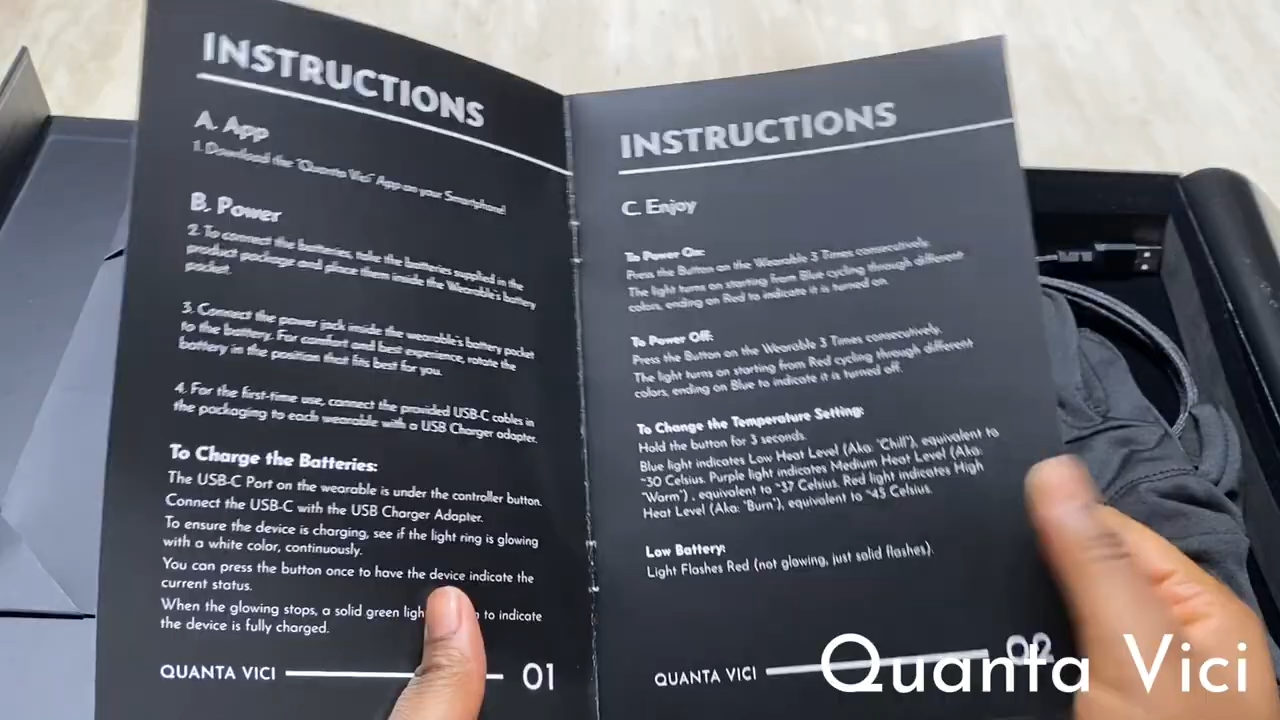 INSTRUCTIONS
A. App
1. Download the "Quanta Vici" App on your Smartphone!
B. Power
2. To connect the batteries, take the batteries supplied in the
product package and place them inside the Wearable's battery
pocket.
3. Connect the power jack inside the wearable's battery pocket
to the battery. For comfort and best experience, rotate the
battery in the position that fits best for you.
4. For the first-time use, connect the provided USB-C cables in
the packaging to each wearable with a USB Charger adapter.
To Charge the Batteries:
The USB-C Port on the wearable is under the controller button.
Connect the USB-C with the USB Charger Adapter.
To ensure the device is charging, see if the light ring is glowing
with a white color, continuously.
You can press the button once to have the device indicate the
current status.
When the glowing stops, a solid green to indicate
the device is fully charged.
QUANTA VICI 01
INSTRUCTIONS
C. Enjoy
To Power On:
Press the Button on the Wearable 3 Times consecutively.
The light turns on starting from Blue cycling through different
colors, ending on Red to indicate it is turned on.
To Power Off:
Press the Button on the Wearable 3 Times consecutively.
The light turns on starting from Red cycling through different
colors, ending on Blue to indicate it is turned off.
To Change the Temperature Setting:
Hold the button for 3 seconds.
Blue light indicates Low Heat Level (Aka: "Chill"), equivalent to
~30 Celsius. Purple light indicates Medium Heat Level (Aka:
"Warm") , equivalent to ~37 Celsius. Red light indicates High
Heat Level (Aka: "Burn"), equivalent to ~45 Celsius.
Low Battery:
Light Flashes Red (not glowing, just solid flashes).
QUANTA VICI 02
Quanta Vici